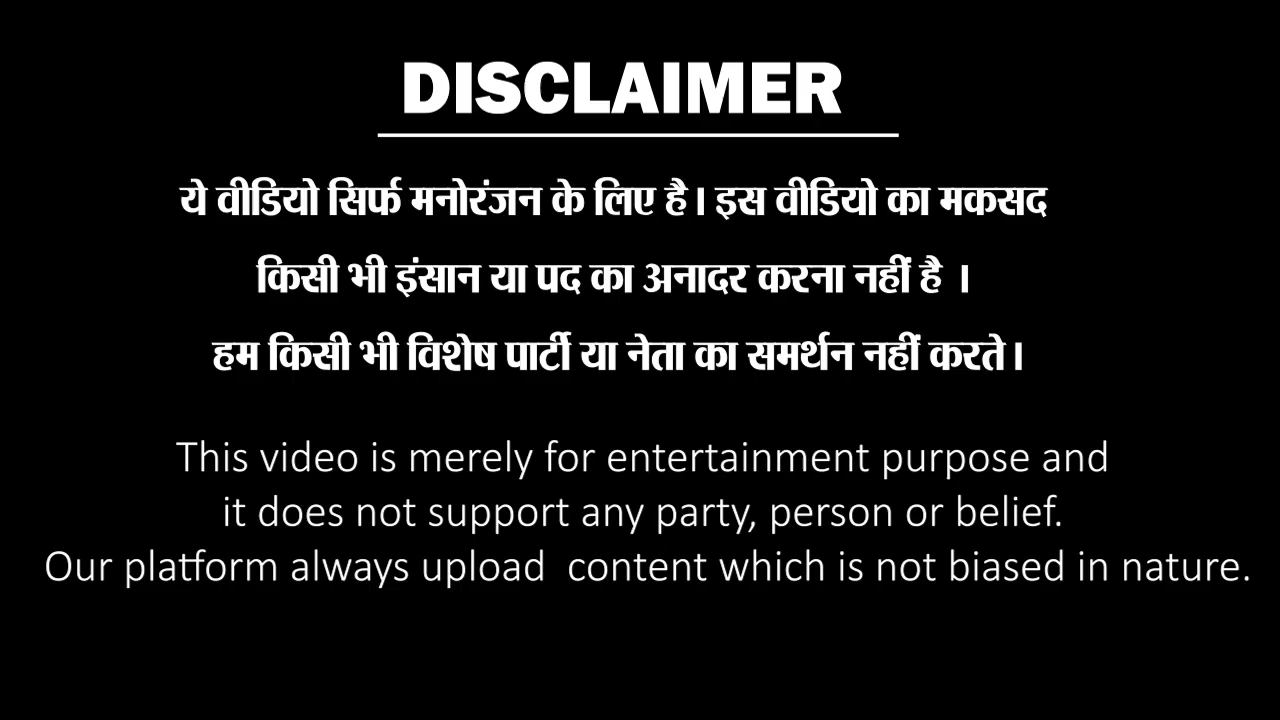 DISCLAIMER
ये वीडियो सिर्फ मनोरंजन के लिए है। इस वीडियो का मकसद
किसी भी इंसान या पद का अनादर करना नहीं है ।
हम किसी भी विशेष पार्टी या नेता का समर्थन नहीं करते।
This video is merely for entertainment purpose and
it does not support any party, person or belief.
Our platform always upload  content which is not biased in nature.